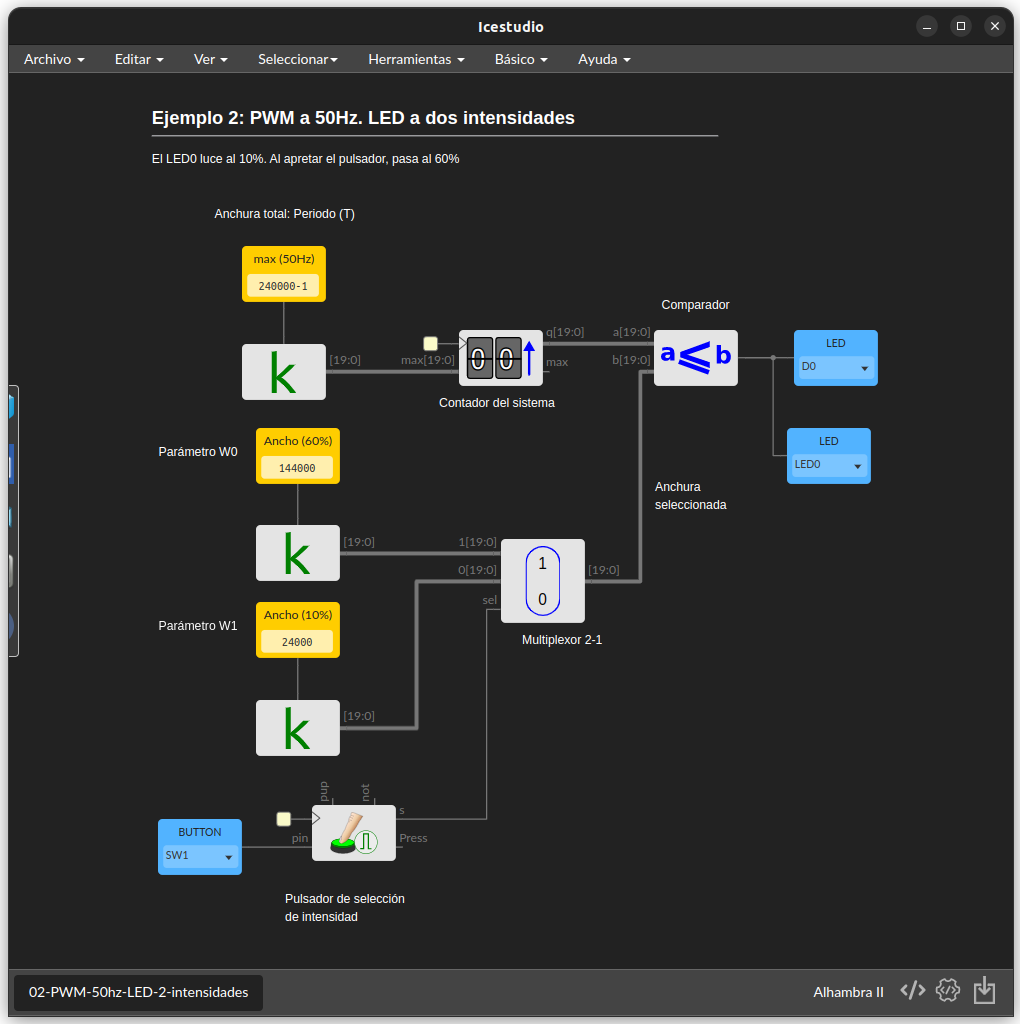 Icestudio
Archivo Editar Ver Seleccionar Herramientas Básico Ayuda
Ejemplo 2: PWM a 50Hz. LED a dos intensidades
El LED0 luce al 10%. Al apretar el pulsador, pasa al 60%
Anchura total: Periodo (T)
max (50Hz)
240000-1
k
[19:0]
max[19:0]
00
q[19:0]
max
Contador del sistema
Comparador
a[19:0]
b[19:0]
a⩽b
LED
D0
LED
LED0
Parámetro W0
Ancho (60%)
144000
k
[19:0]
Anchura
seleccionada
1[19:0]
0[19:0]
sel
1
0
[19:0]
Multiplexor 2-1
Parámetro W1
Ancho (10%)
24000
k
[19:0]
BUTTON
SW1
pup
not
pin
s
Press
Pulsador de selección
de intensidad
02-PWM-50hz-LED-2-intensidades
Alhambra II